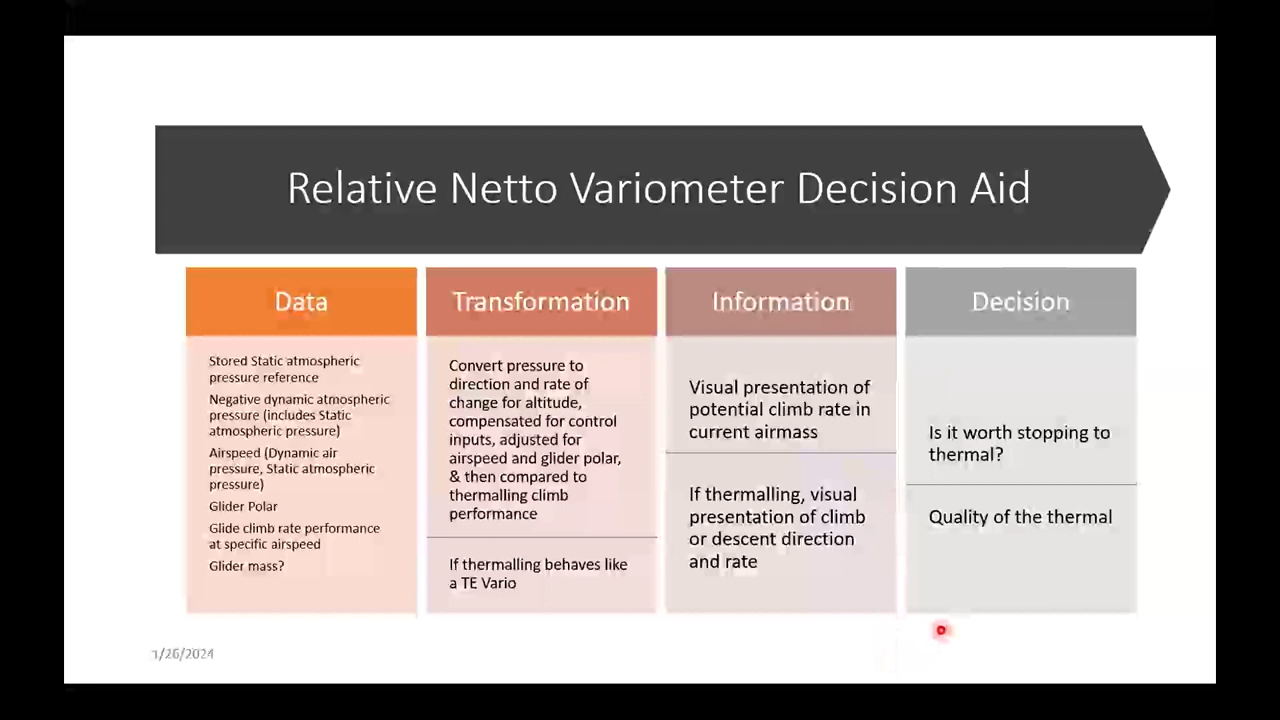 Relative Netto Variometer Decision Aid
Data
Stored Static atmospheric
pressure reference
Negative dynamic atmospheric
pressure (includes Static
atmospheric pressure)
Airspeed (Dynamic air
pressure, Static atmospheric
pressure)
Glider Polar
Glide climb rate performance
at specific airspeed
Glider mass?
Transformation
Convert pressure to
direction and rate of
change for altitude,
compensated for control
inputs, adjusted for
airspeed and glider polar,
& then compared to
thermalling climb
performance
If thermalling behaves like
a TE Vario
Information
Visual presentation of
potential climb rate in
current airmass
If thermalling, visual
presentation of climb
or descent direction
and rate
Decision
Is it worth stopping to
thermal?
Quality of the thermal
1/26/2024